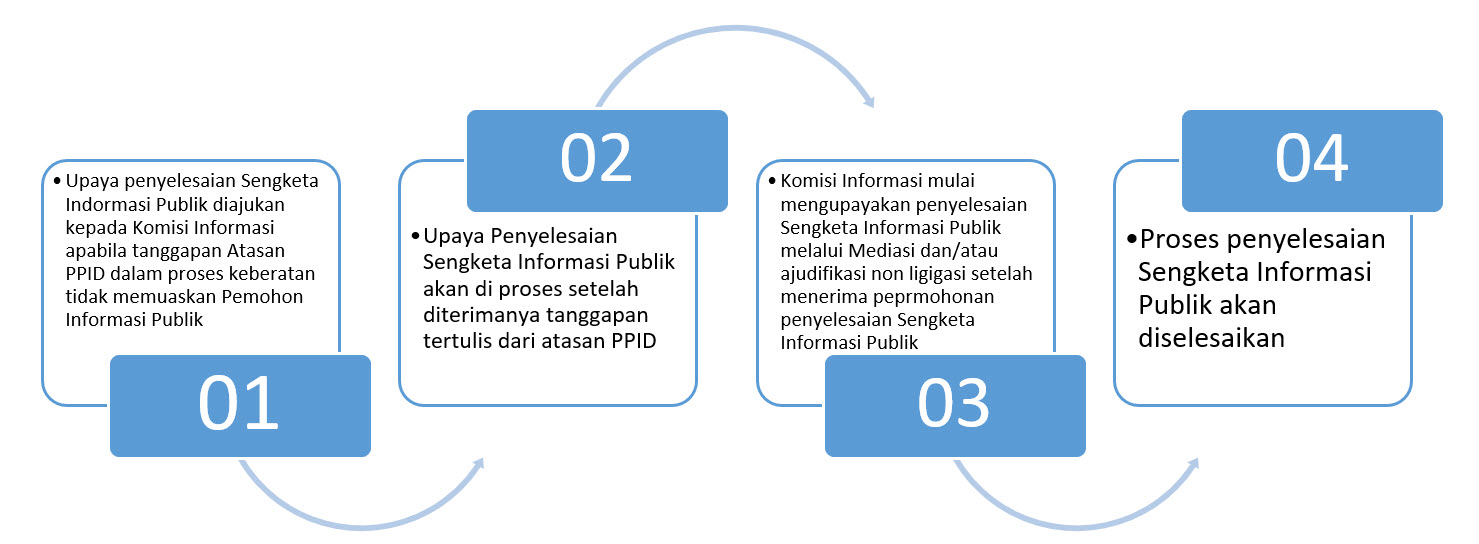 • Upaya penyelesaian Sengketa
Indormasi Publik diajukan
kepada Komisi Informasi
apabila tanggapan Atasan
PPID dalam proses keberatan
tidak memuaskan Pemohon
Informasi Publik
01
02
• Upaya Penyelesaian
Sengketa Informasi Publik
akan di proses setelah
diterimanya tanggapan
tertulis dari atasan PPID
• Komisi Informasi mulai
mengupayakan penyelesaian
Sengketa Informasi Publik
melalui Mediasi dan/atau
ajudifikasi non ligigasi setelah
menerima peprmohonan
penyelesaian Sengketa
Informasi Publik
03
04
• Proses penyelesaian
Sengketa Informasi
Publik akan
diselesaikan